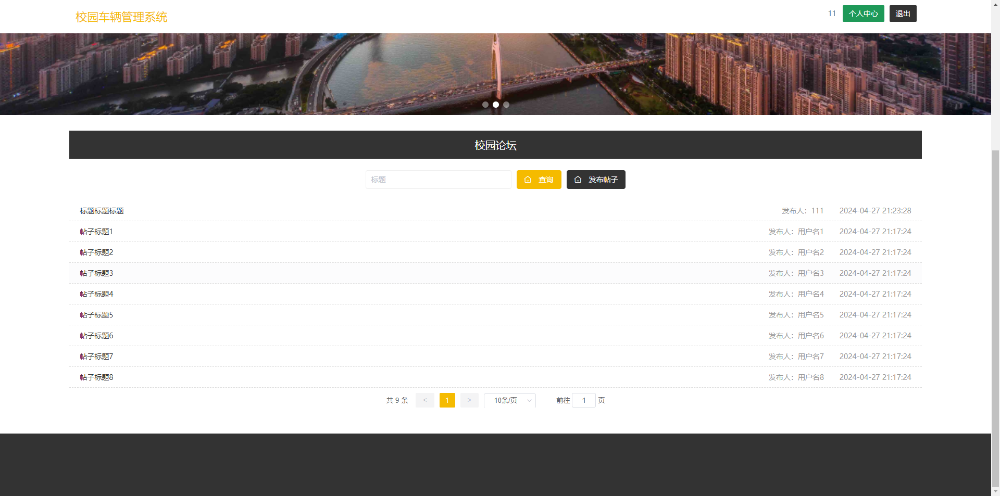 校园车辆管理系统
11 个人中心 退出
校园论坛
标题 查询 发布帖子
标题标题标题 发布人：111 2024-04-27 21:23:28
帖子标题1 发布人：用户名1 2024-04-27 21:17:24
帖子标题2 发布人：用户名2 2024-04-27 21:17:24
帖子标题3 发布人：用户名3 2024-04-27 21:17:24
帖子标题4 发布人：用户名4 2024-04-27 21:17:24
帖子标题5 发布人：用户名5 2024-04-27 21:17:24
帖子标题6 发布人：用户名6 2024-04-27 21:17:24
帖子标题7 发布人：用户名7 2024-04-27 21:17:24
帖子标题8 发布人：用户名8 2024-04-27 21:17:24
共 9 条 < 1 > 10条/页 前往 1 页